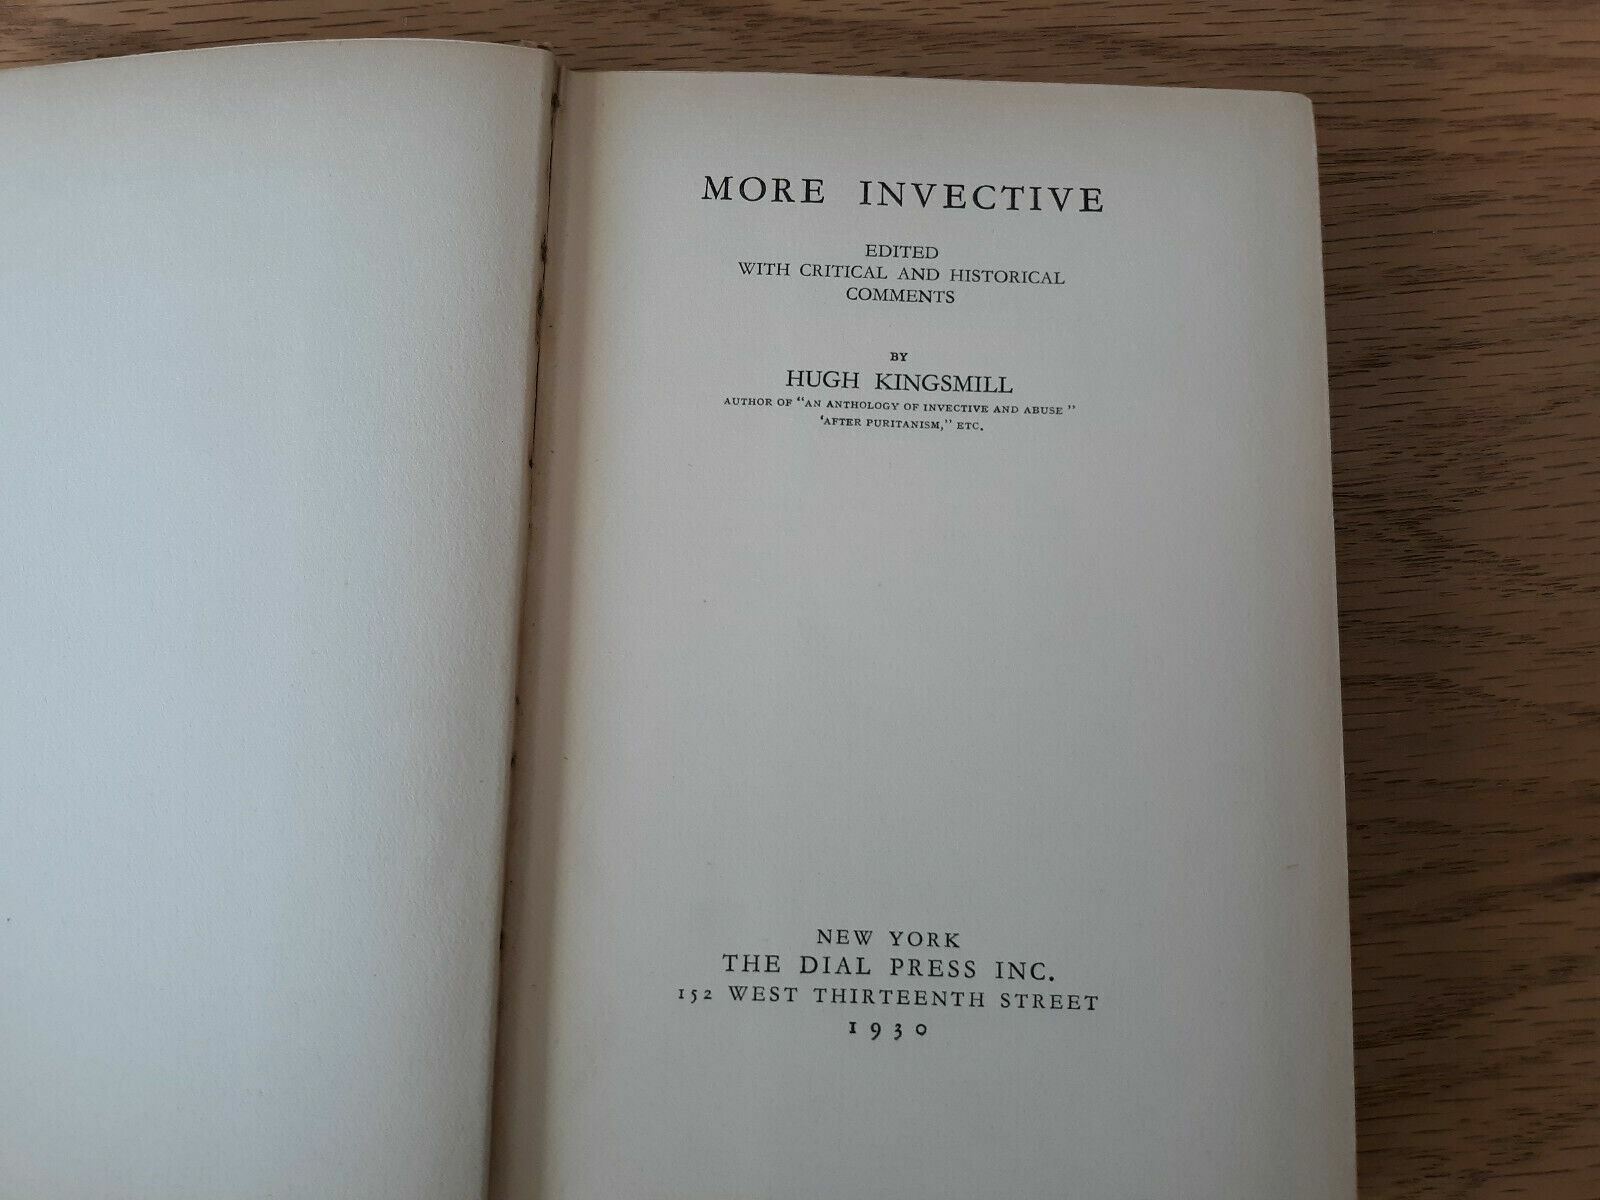 MORE INVECTIVE
EDITED
WITH CRITICAL AND HISTORICAL
COMMENTS
BY
HUGH KINGSMILL
AUTHOR OF "AN ANTHOLOGY OF INVECTIVE AND ABUSE"
'AFTER PURITANISM," ETC.
NEW YORK
THE DIAL PRESS INC.
152 WEST THIRTEENTH STREET
1930